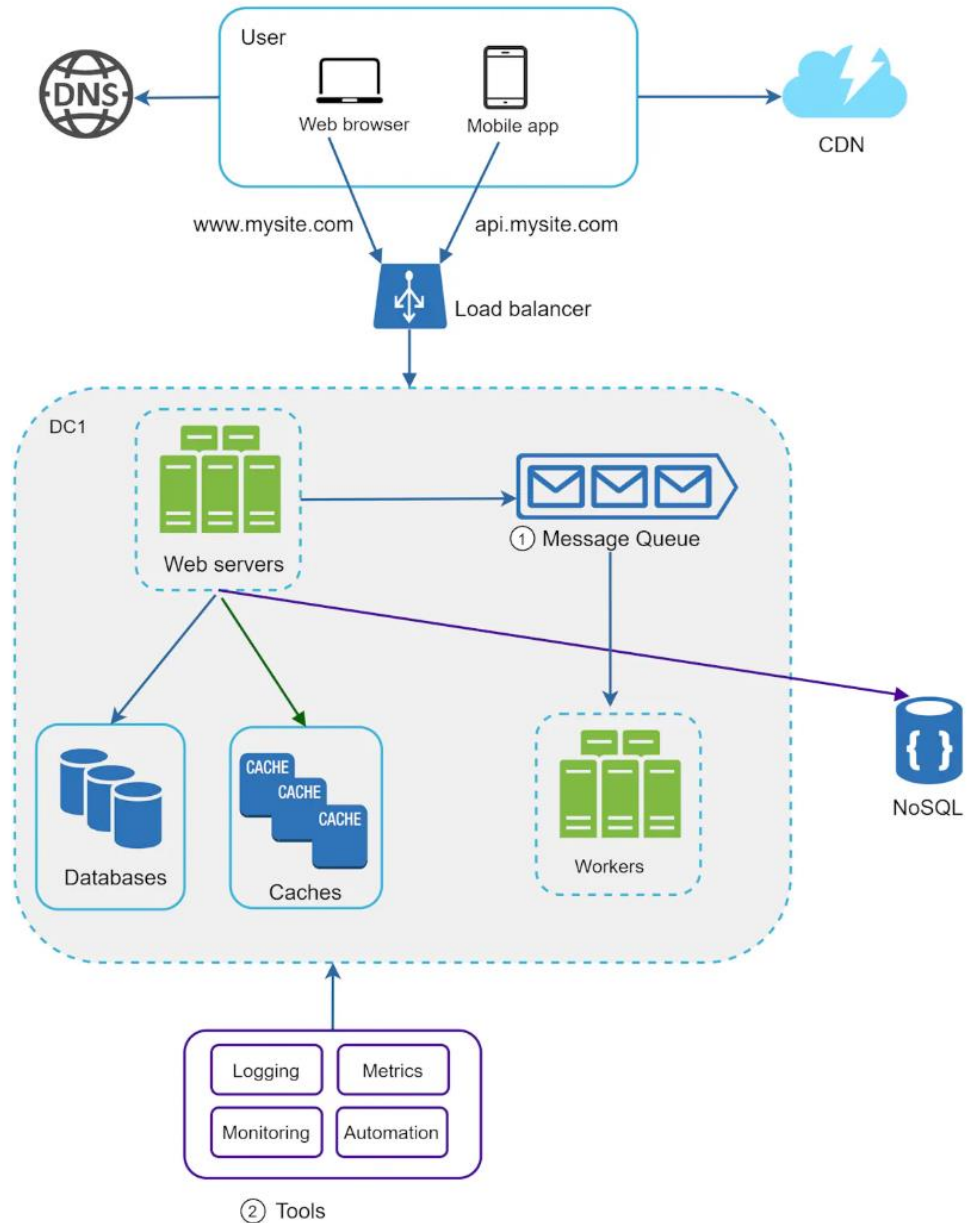 User
DNS
Web browser
Mobile app
CDN
www.mysite.com
api.mysite.com
Load balancer
DC1
① Message Queue
Web servers
CACHE
CACHE
CACHE
{ }
NoSQL
Databases
Caches
Workers
Logging
Metrics
Monitoring
Automation
② Tools